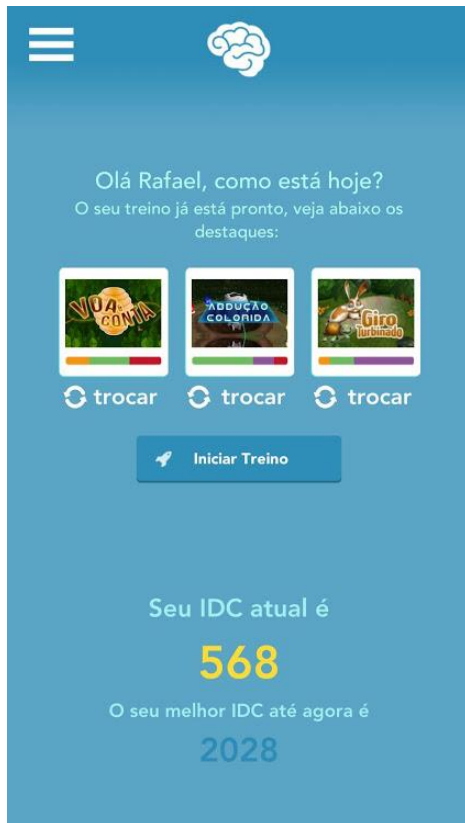 Olá Rafael, como está hoje?
O seu treino já está pronto, veja abaixo os
destaques:
VOA e
CONTA
ABDUÇÃO
COLORIDA
Giro
Turbinado
trocar trocar trocar
Iniciar Treino
Seu IDC atual é
568
O seu melhor IDC até agora é
2028